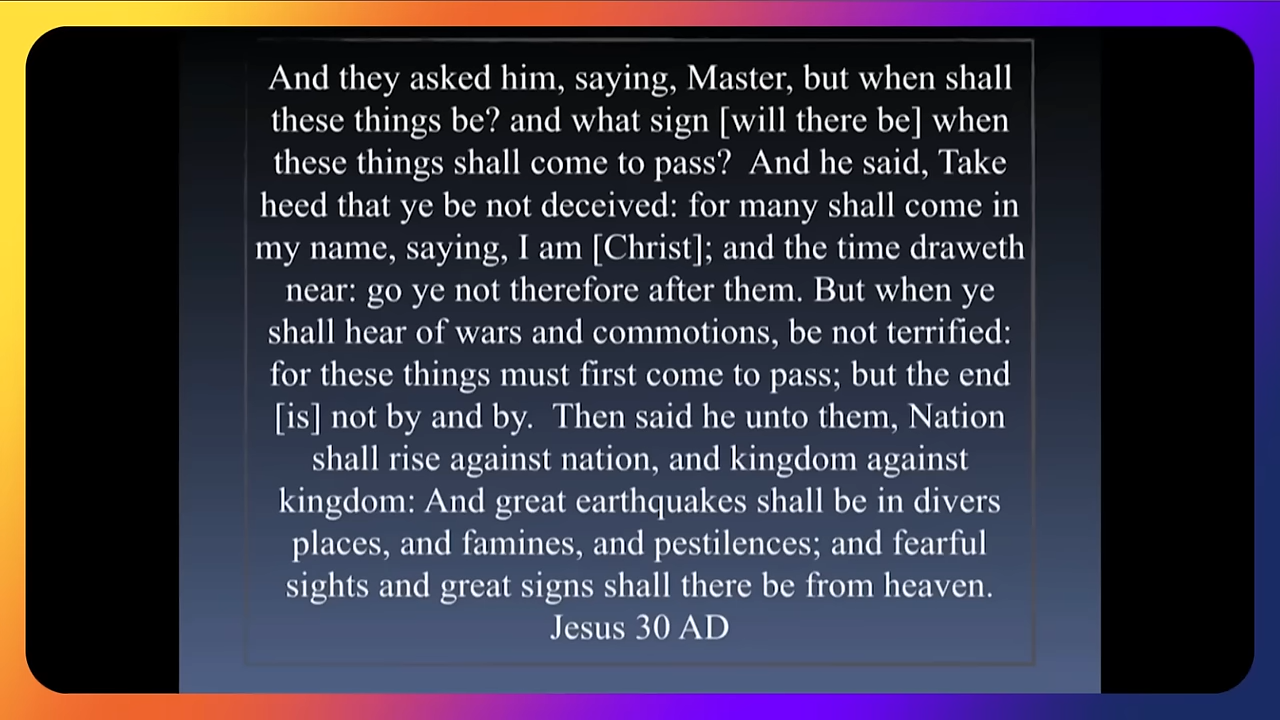 And they asked him, saying, Master, but when shall
these things be? and what sign [will there be] when
these things shall come to pass?  And he said, Take
heed that ye be not deceived: for many shall come in
my name, saying, I am [Christ]; and the time draweth
near: go ye not therefore after them. But when ye
shall hear of wars and commotions, be not terrified:
for these things must first come to pass; but the end
[is] not by and by.  Then said he unto them, Nation
shall rise against nation, and kingdom against
kingdom: And great earthquakes shall be in divers
places, and famines, and pestilences; and fearful
sights and great signs shall there be from heaven.
Jesus 30 AD